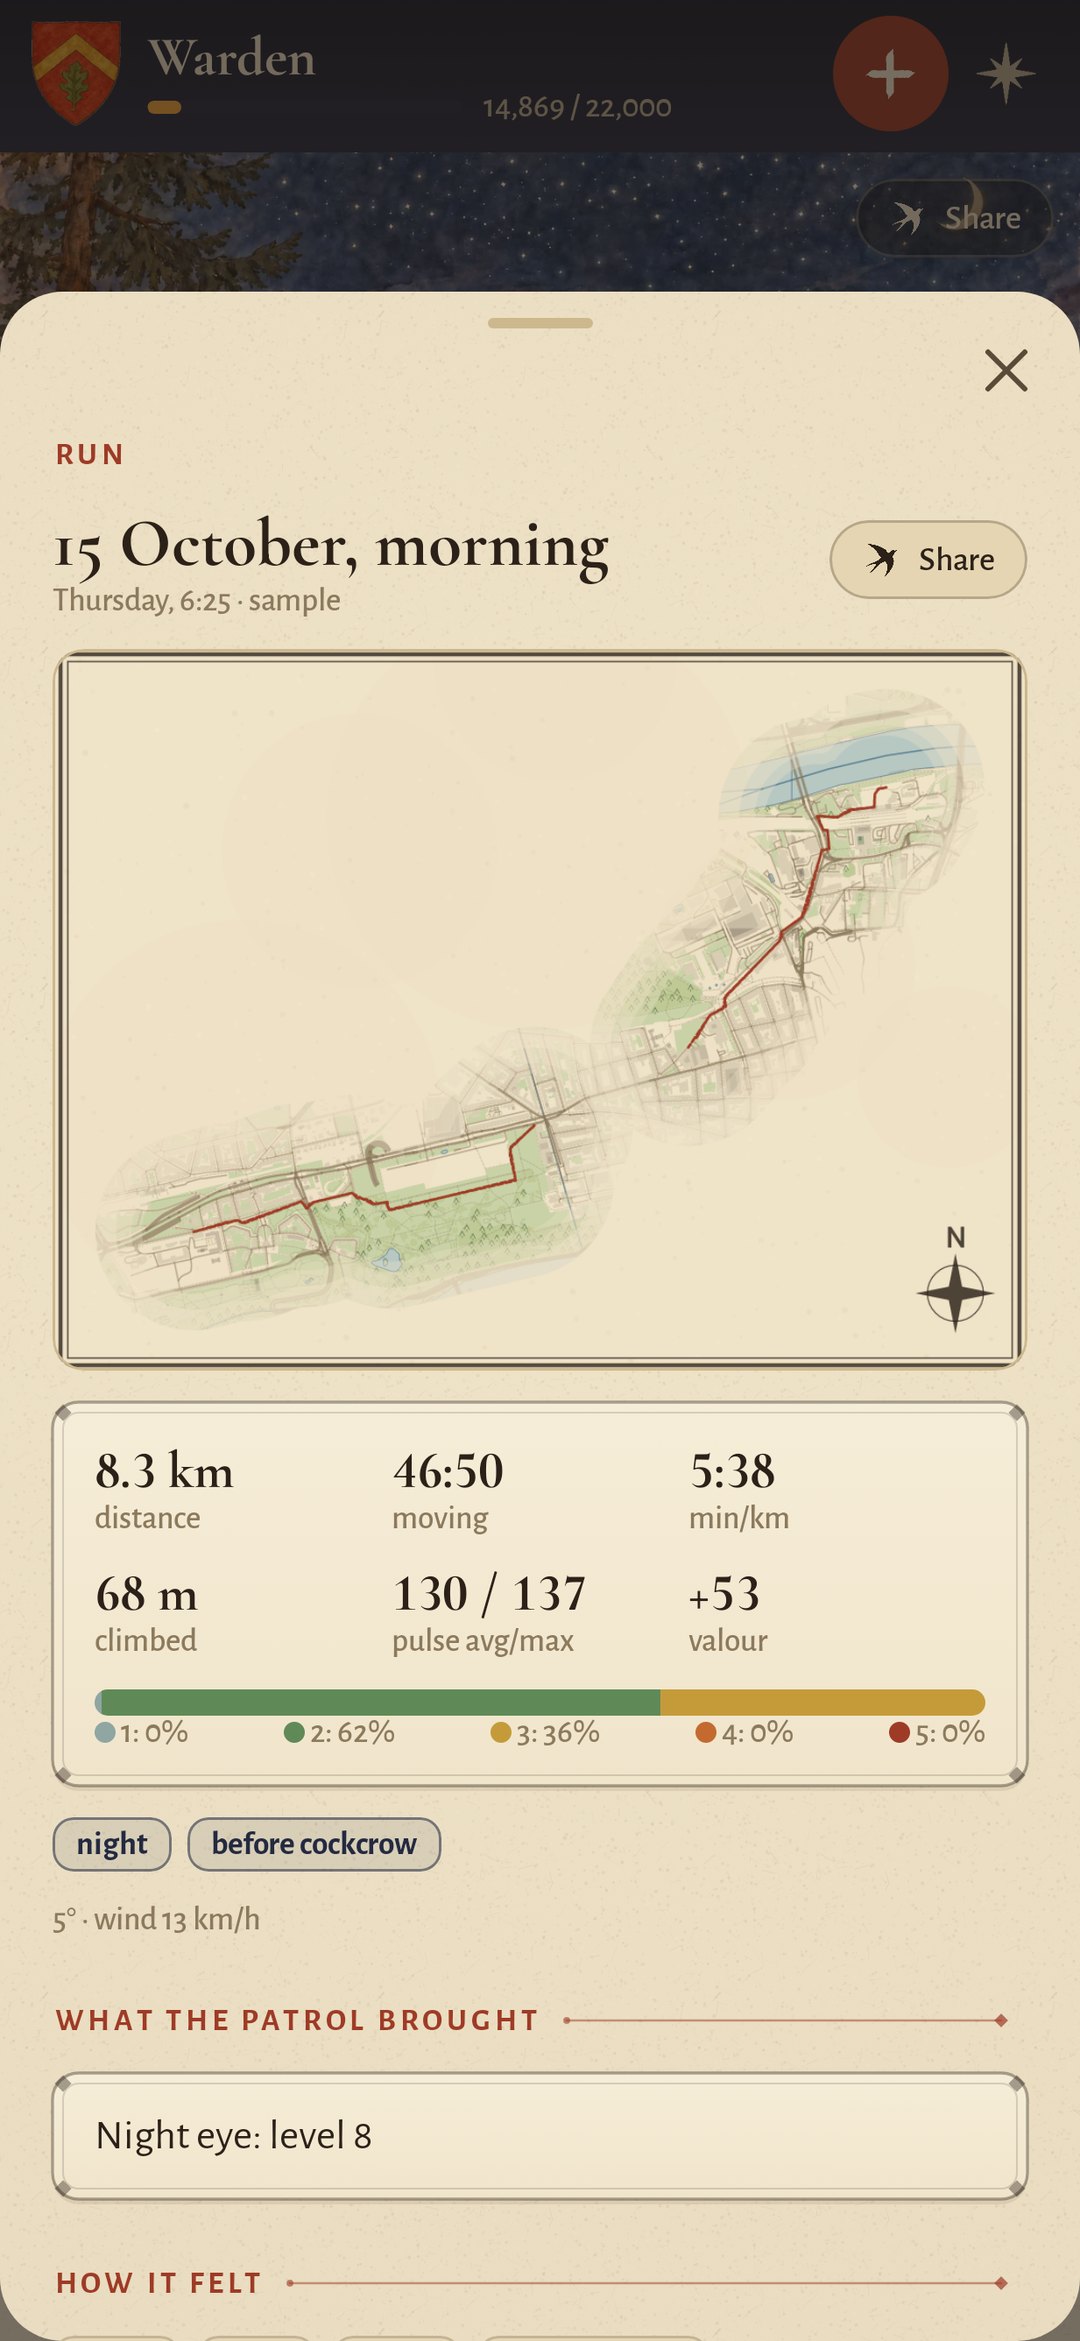 Warden
14,869 / 22,000
Share
RUN
15 October, morning
Thursday, 6:25 · sample
Share
N
8.3 km
46:50
5:38
distance
moving
min/km
68 m
130 / 137
+53
climbed
pulse avg/max
valour
1: 0%
2: 62%
3: 36%
4: 0%
5: 0%
night
before cockcrow
5° · wind 13 km/h
WHAT THE PATROL BROUGHT
Night eye: level 8
HOW IT FELT